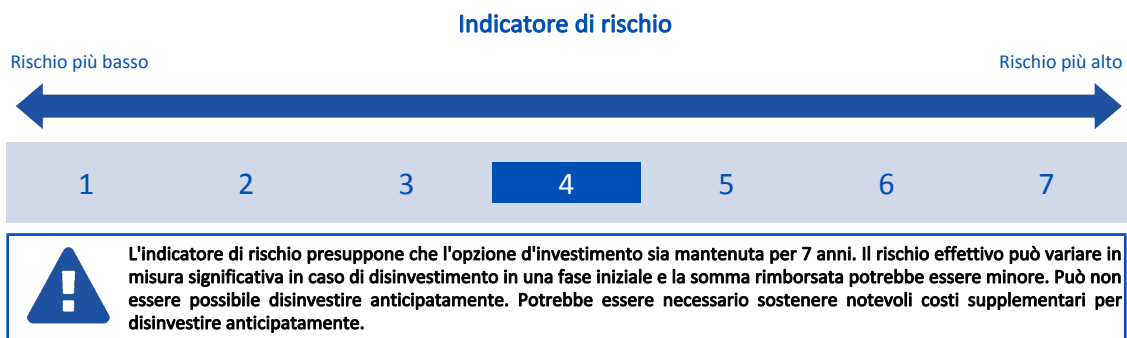 Indicatore di rischio
Rischio più basso Rischio più alto
1 2 3 4 5 6 7
L'indicatore di rischio presuppone che l'opzione d'investimento sia mantenuta per 7 anni. Il rischio effettivo può variare in
misura significativa in caso di disinvestimento in una fase iniziale e la somma rimborsata potrebbe essere minore. Può non
essere possibile disinvestire anticipatamente. Potrebbe essere necessario sostenere notevoli costi supplementari per
disinvestire anticipatamente.